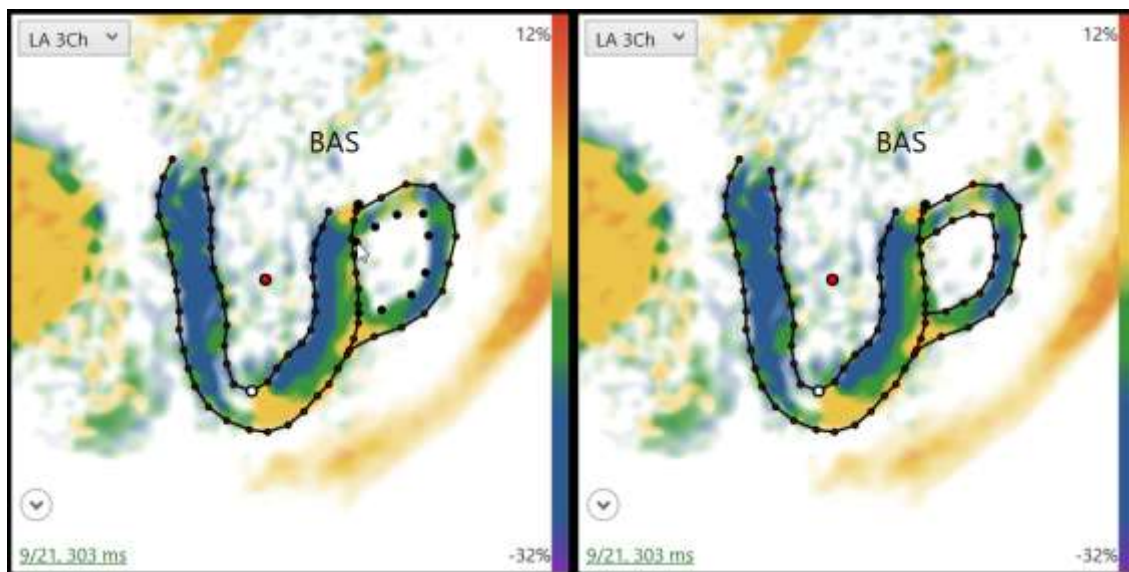 LA 3Ch
12%
BAS
9/21, 303 ms
-32%
LA 3Ch
12%
BAS
9/21, 303 ms
-32%